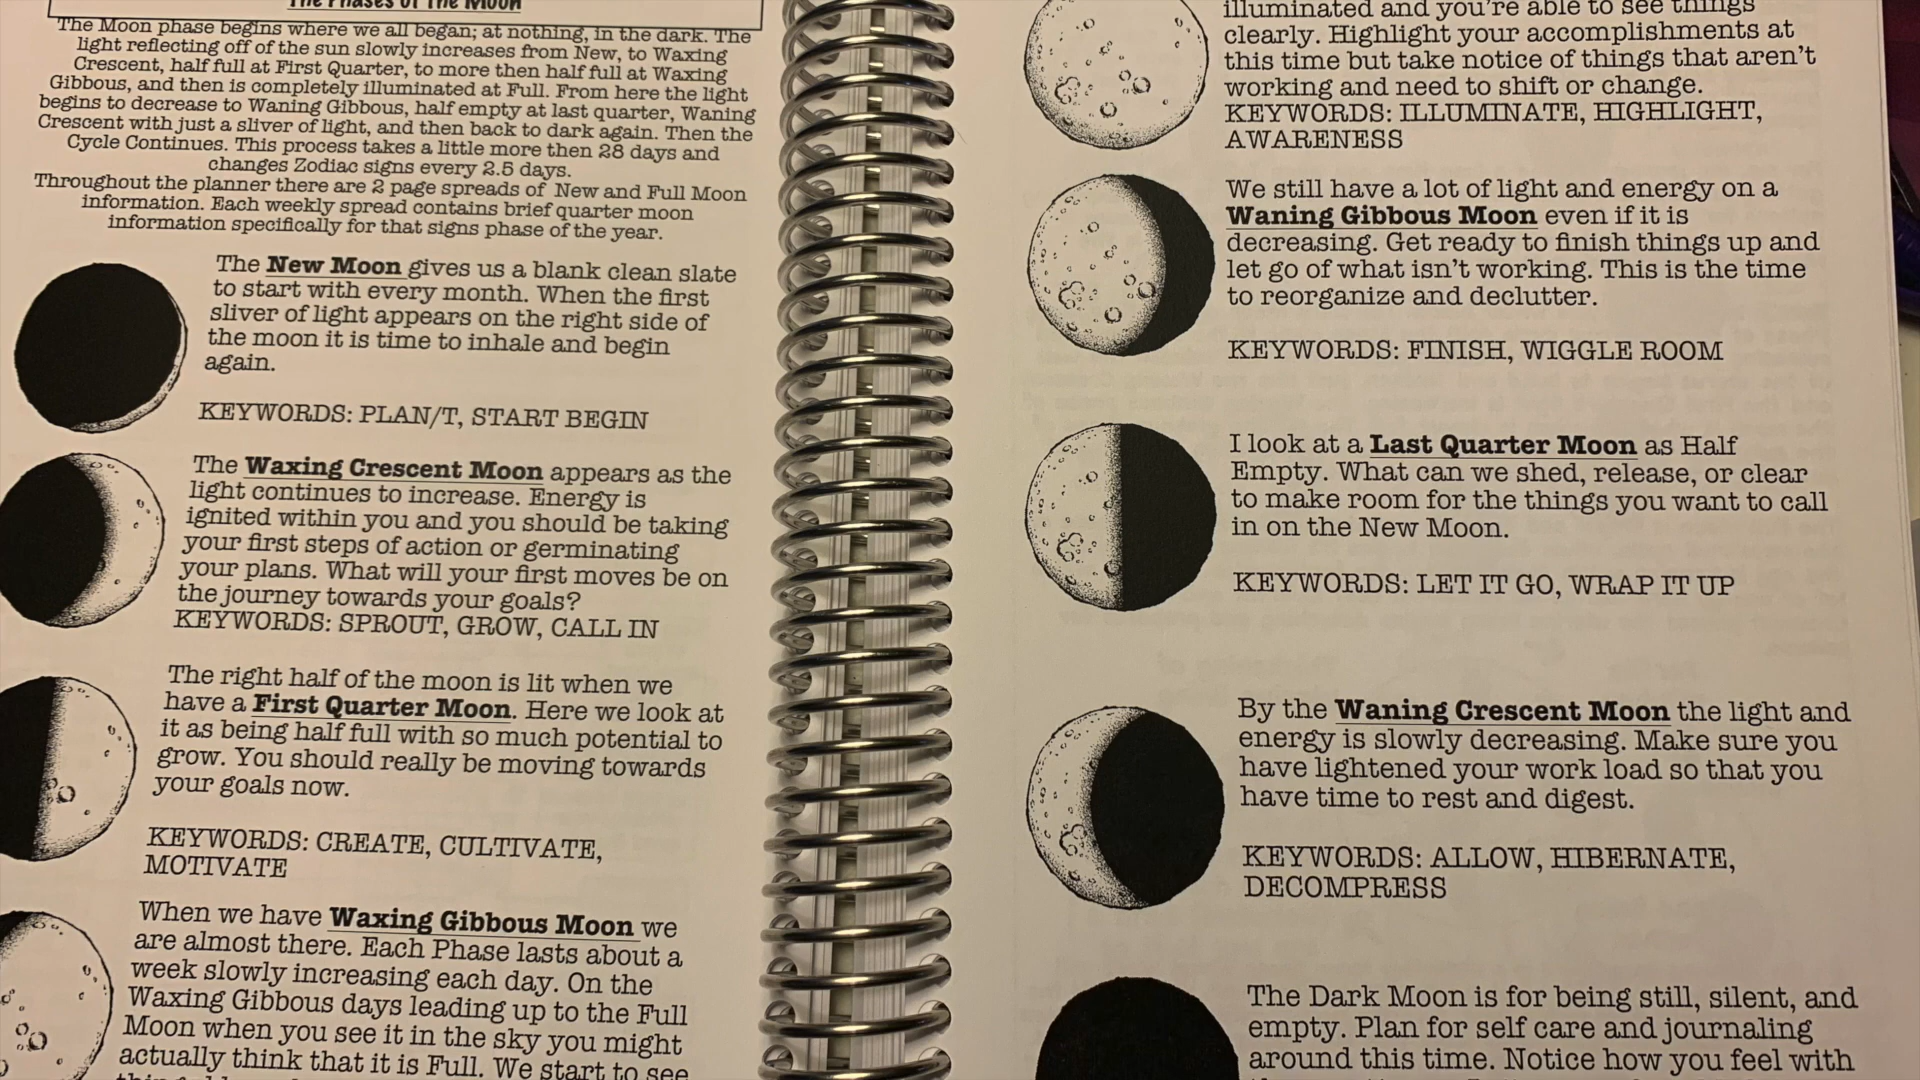 The Phases of The Moon
The Moon phase begins where we all began; at nothing, in the dark. The
light reflecting off of the sun slowly increases from New, to Waxing
Crescent, half full at First Quarter, to more then half full at Waxing
Gibbous, and then is completely illuminated at Full. From here the light
begins to decrease to Waning Gibbous, half empty at last quarter, Waning
Crescent with just a sliver of light, and then back to dark again. Then the
Cycle Continues. This process takes a little more then 28 days and
changes Zodiac signs every 2.5 days.
Throughout the planner there are 2 page spreads of New and Full Moon
information. Each weekly spread contains brief quarter moon
information specifically for that signs phase of the year.
The New Moon gives us a blank clean slate
to start with every month. When the first
sliver of light appears on the right side of
the moon it is time to inhale and begin
again.
KEYWORDS: PLAN/T, START BEGIN
The Waxing Crescent Moon appears as the
light continues to increase. Energy is
ignited within you and you should be taking
your first steps of action or germinating
your plans. What will your first moves be on
the journey towards your goals?
KEYWORDS: SPROUT, GROW, CALL IN
The right half of the moon is lit when we
have a First Quarter Moon. Here we look at
it as being half full with so much potential to
grow. You should really be moving towards
your goals now.
KEYWORDS: CREATE, CULTIVATE,
MOTIVATE
When we have Waxing Gibbous Moon we
are almost there. Each Phase lasts about a
week slowly increasing each day. On the
Waxing Gibbous days leading up to the Full
Moon when you see it in the sky you might
actually think that it is Full. We start to see
illuminated and you're able to see things
clearly. Highlight your accomplishments at
this time but take notice of things that aren't
working and need to shift or change.
KEYWORDS: ILLUMINATE, HIGHLIGHT,
AWARENESS
We still have a lot of light and energy on a
Waning Gibbous Moon even if it is
decreasing. Get ready to finish things up and
let go of what isn't working. This is the time
to reorganize and declutter.
KEYWORDS: FINISH, WIGGLE ROOM
I look at a Last Quarter Moon as Half
Empty. What can we shed, release, or clear
to make room for the things you want to call
in on the New Moon.
KEYWORDS: LET IT GO, WRAP IT UP
By the Waning Crescent Moon the light and
energy is slowly decreasing. Make sure you
have lightened your work load so that you
have time to rest and digest.
KEYWORDS: ALLOW, HIBERNATE,
DECOMPRESS
The Dark Moon is for being still, silent, and
empty. Plan for self care and journaling
around this time. Notice how you feel with